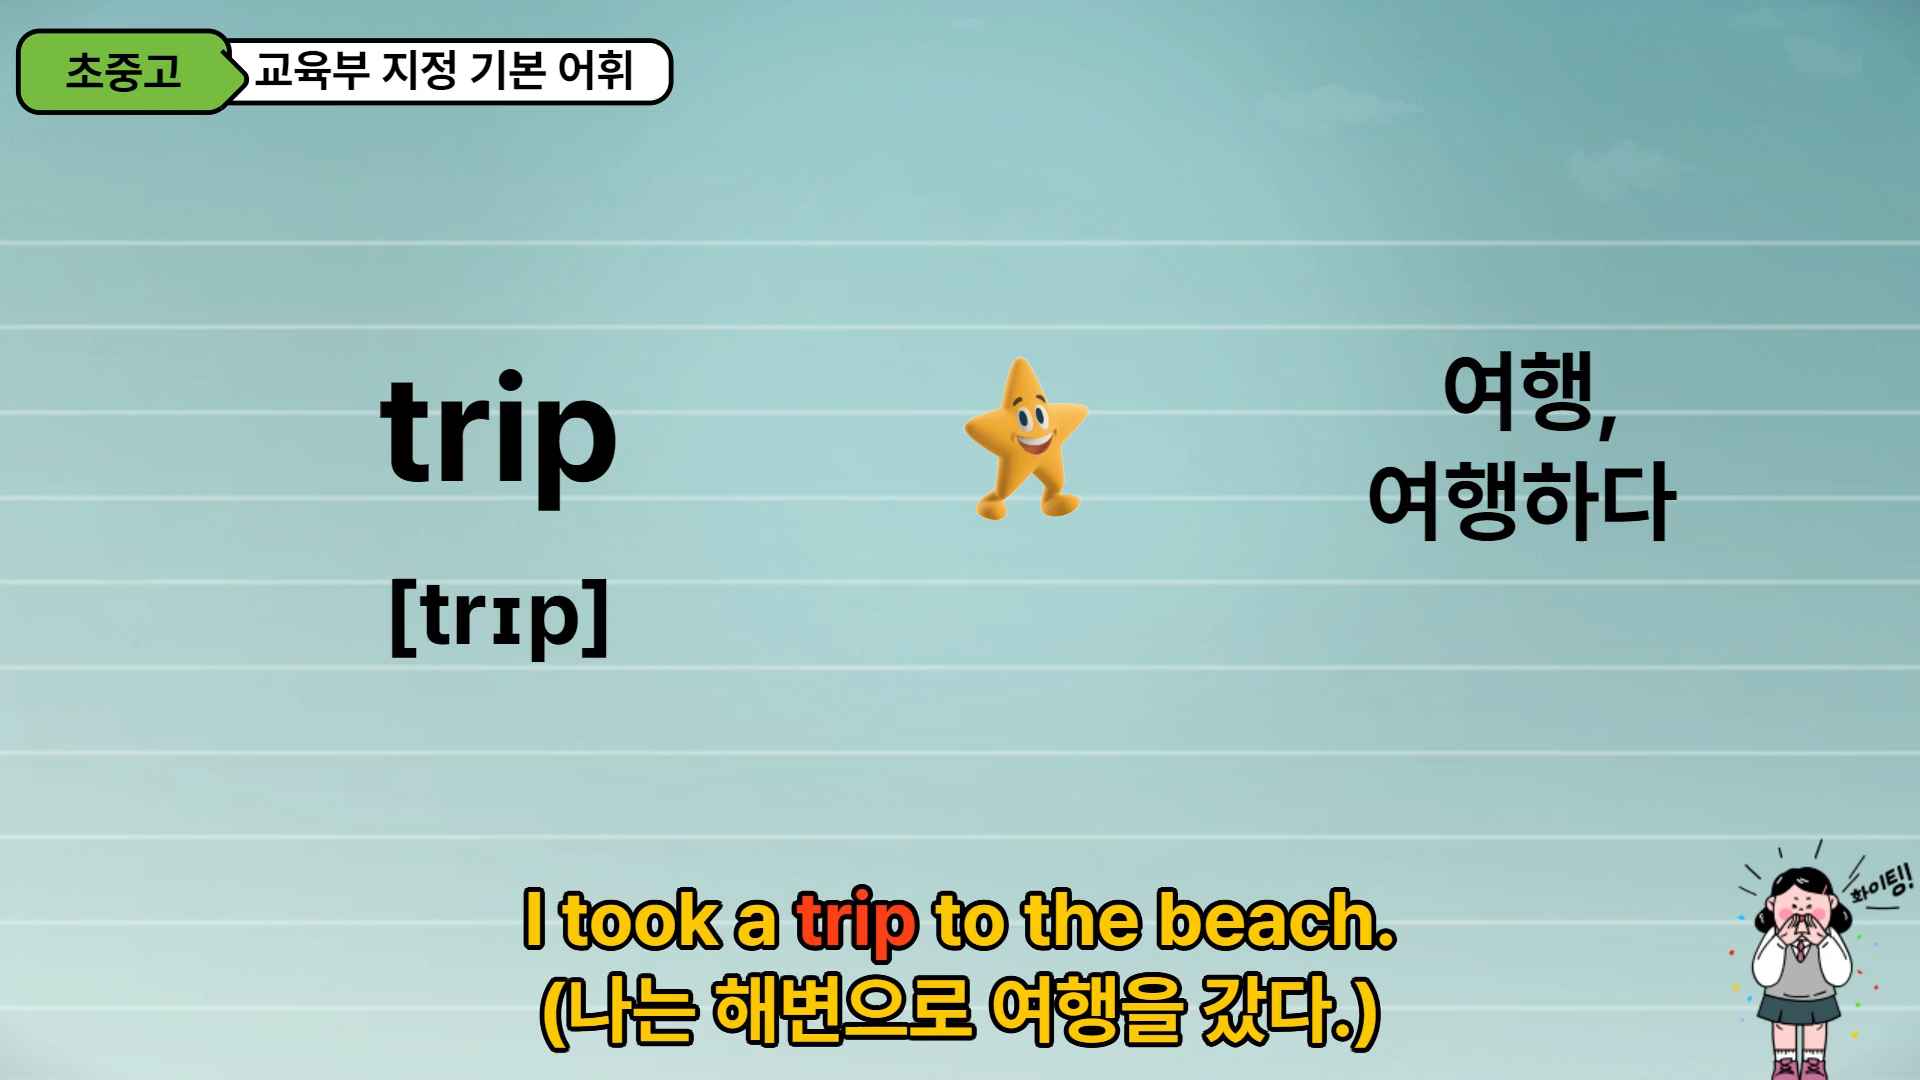 초중고 교육부 지정 기본 어휘
trip
[trɪp]
여행,
여행하다
I took a trip to the beach.
(나는 해변으로 여행을 갔다.)
화이팅!